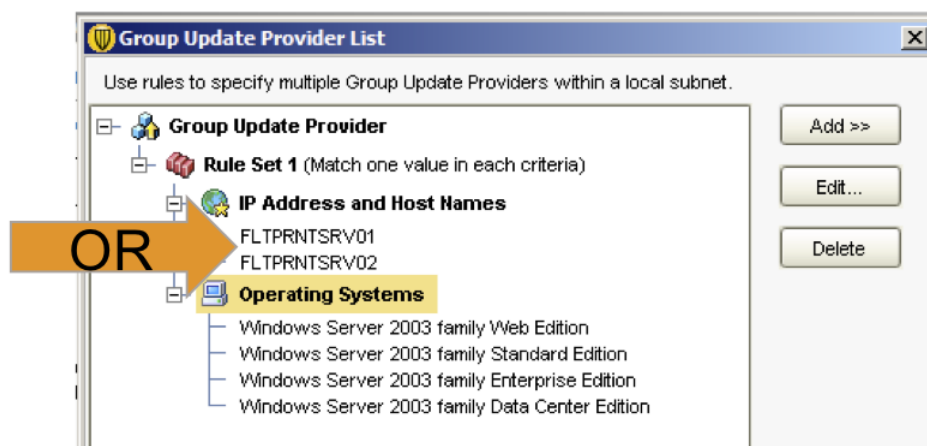 Group Update Provider List
Use rules to specify multiple Group Update Providers within a local subnet.
Group Update Provider
Rule Set 1 (Match one value in each criteria)
IP Address and Host Names
FLTPRNTSRV01
OR
FLTPRNTSRV02
Operating Systems
Windows Server 2003 family Web Edition
Windows Server 2003 family Standard Edition
Windows Server 2003 family Enterprise Edition
Windows Server 2003 family Data Center Edition
Add >>
Edit...
Delete